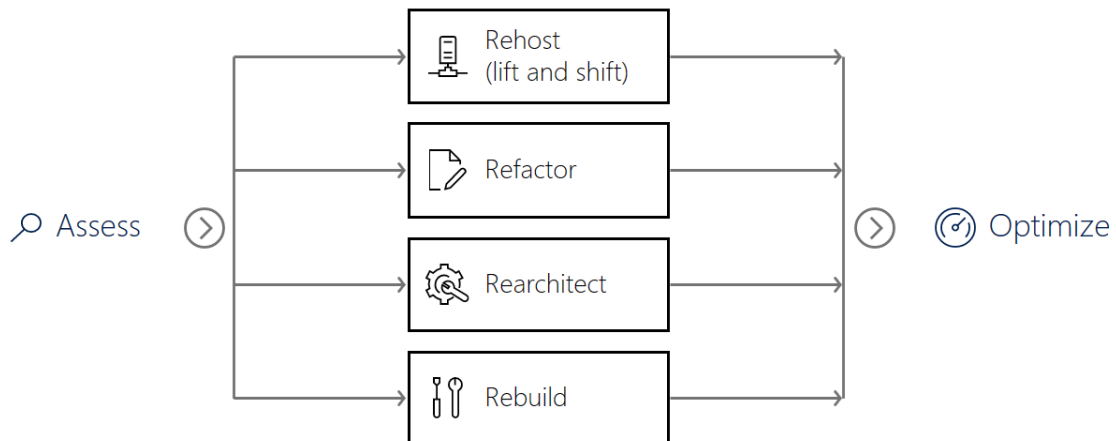 Rehost
(lift and shift)
Refactor
Assess
Optimize
Rearchitect
Rebuild